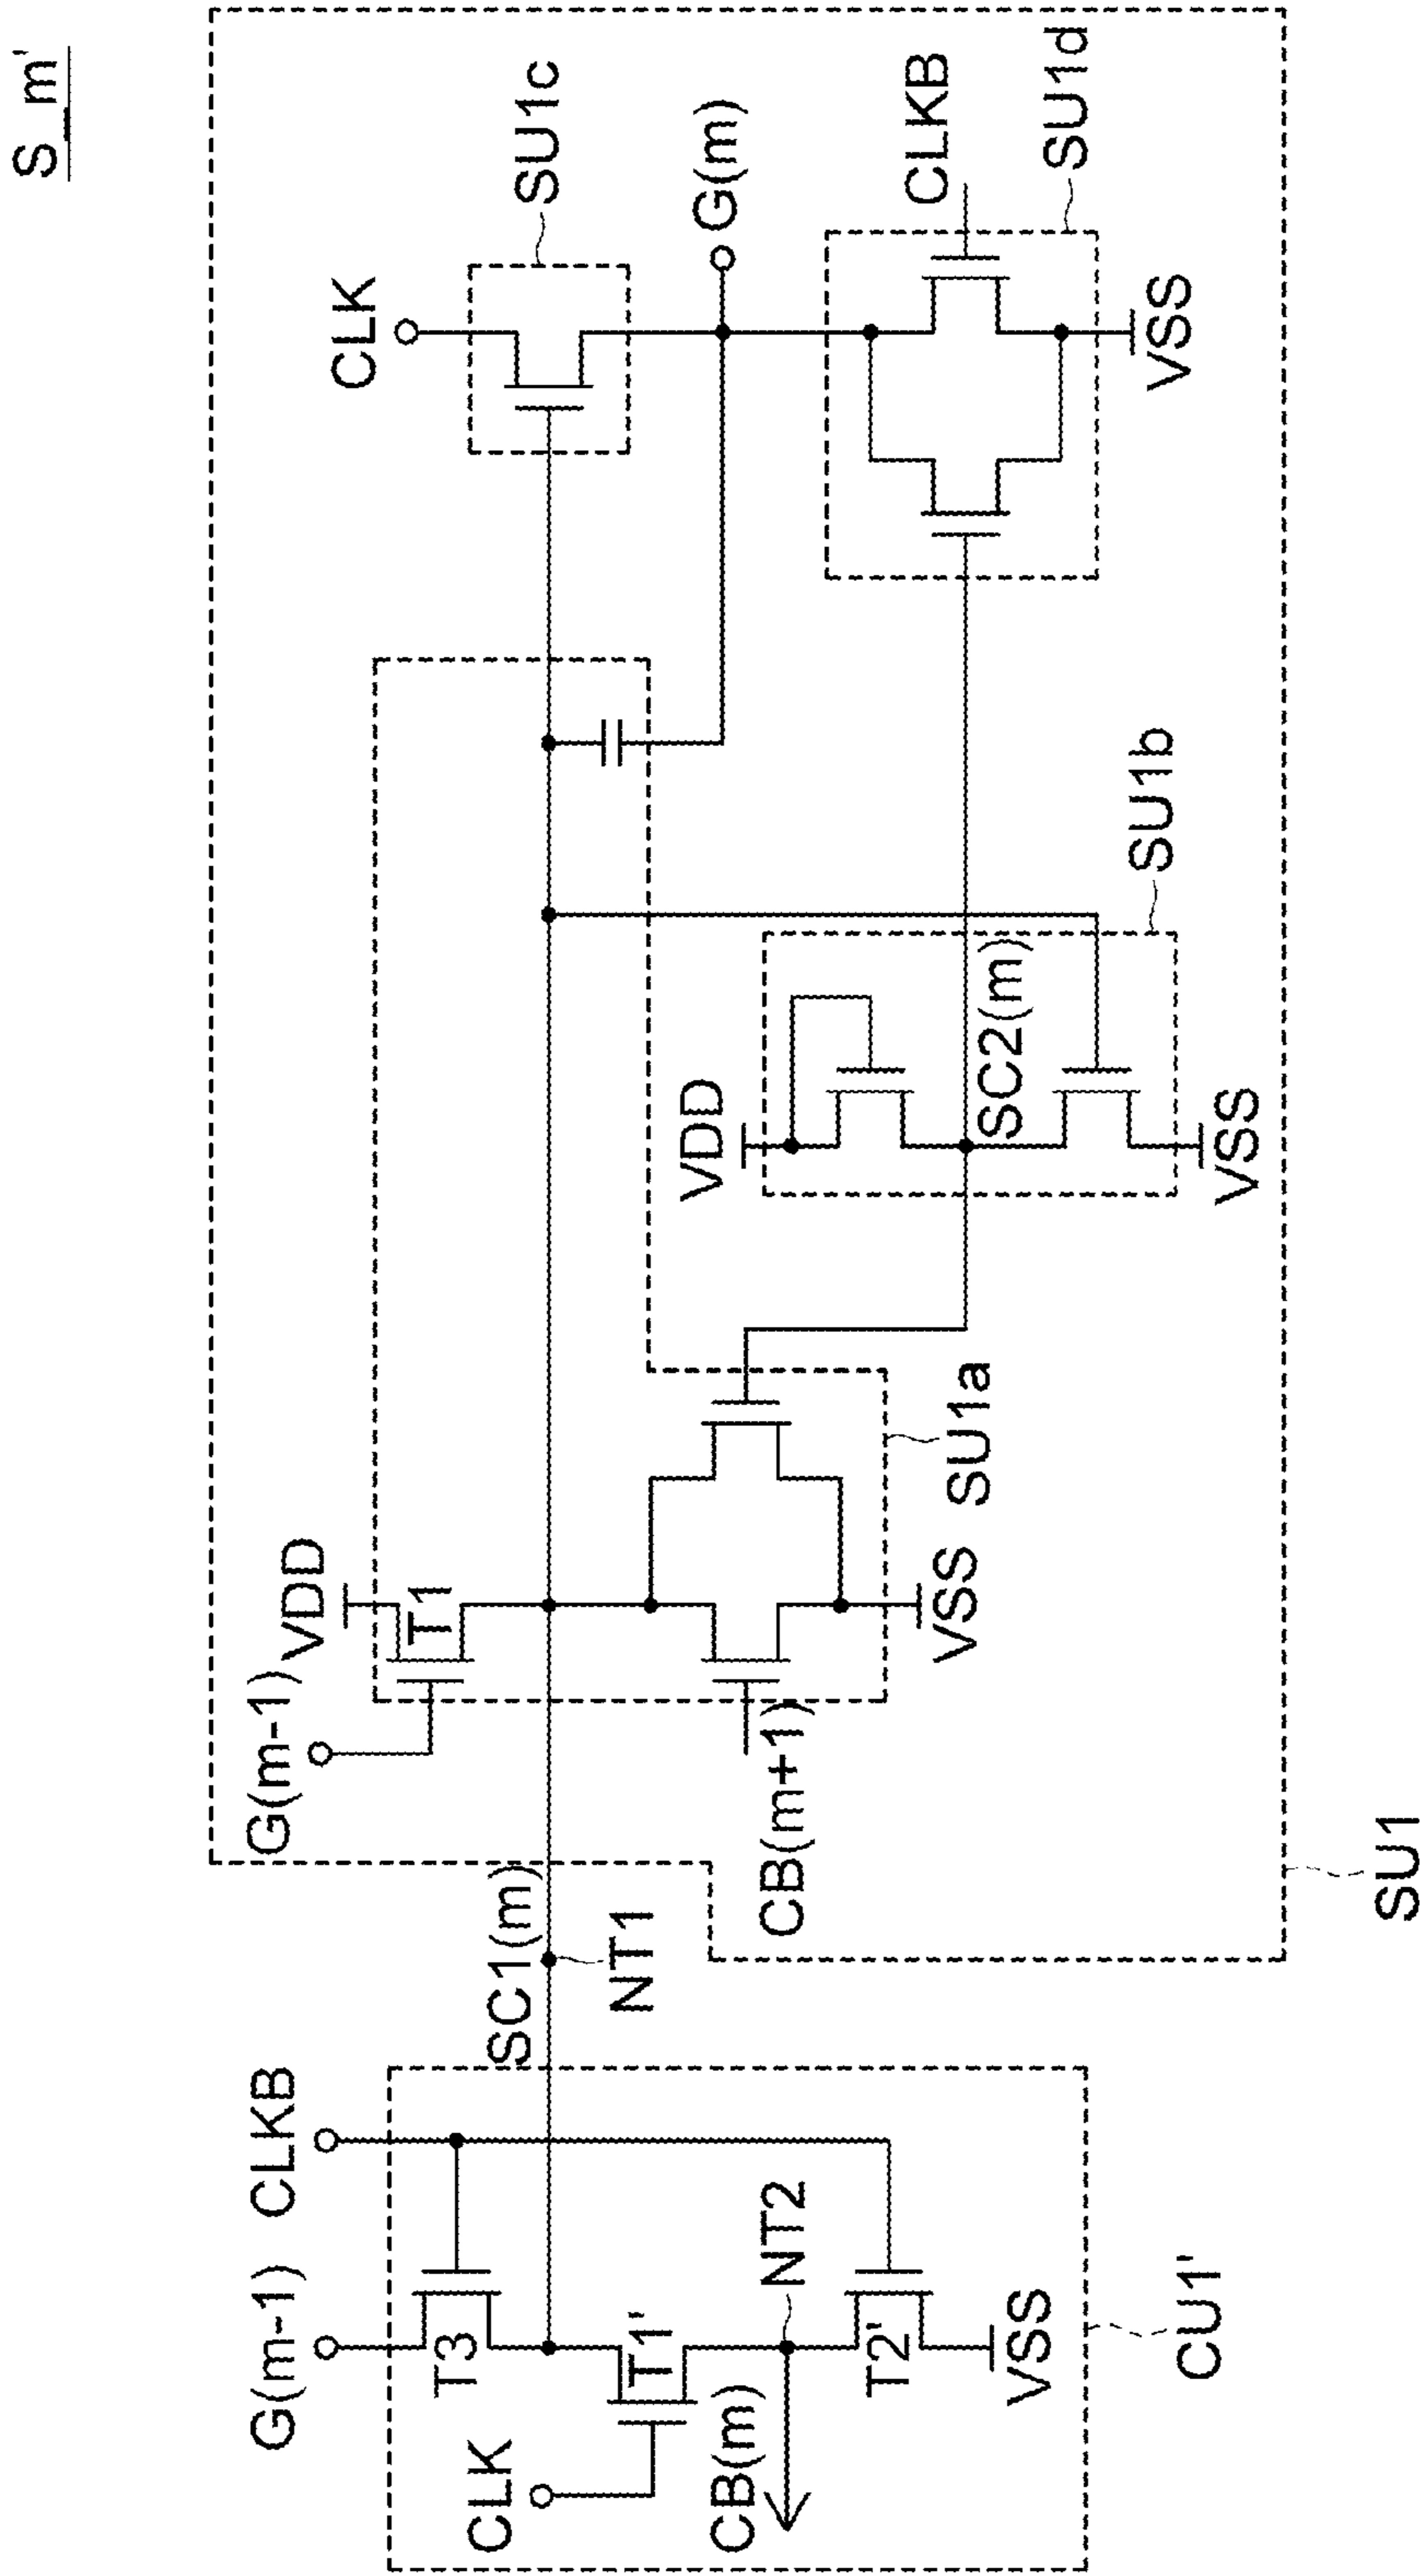 S_m'
G(m-1)
CLKB
T3
CLK
T1'
SC1(m)
NT1
CB(m)
NT2
T2'
VSS
CU1'
G(m-1)
VDD
T1
CB(m+1)
VSS
SU1a
VDD
SC2(m)
VSS
SU1b
CLK
SU1c
G(m)
CLKB
SU1d
VSS
SU1